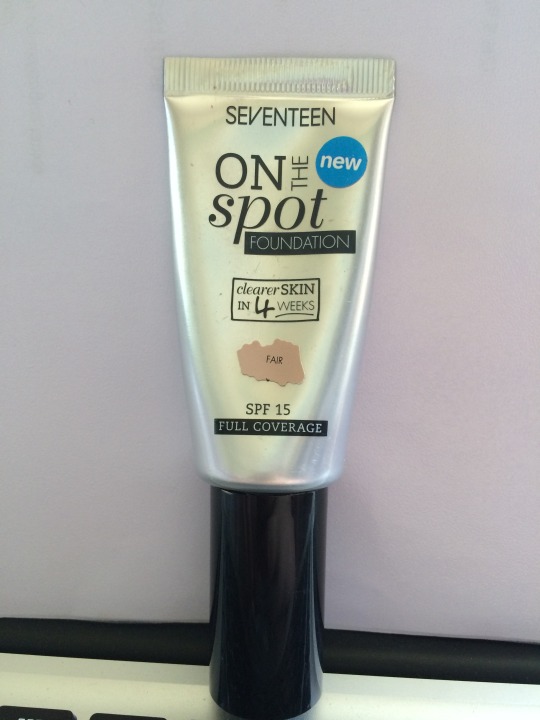 SEVENTEEN
ON THE
new
spot
FOUNDATION
clearer SKIN
IN 4 WEEKS
FAIR
SPF 15
FULL COVERAGE